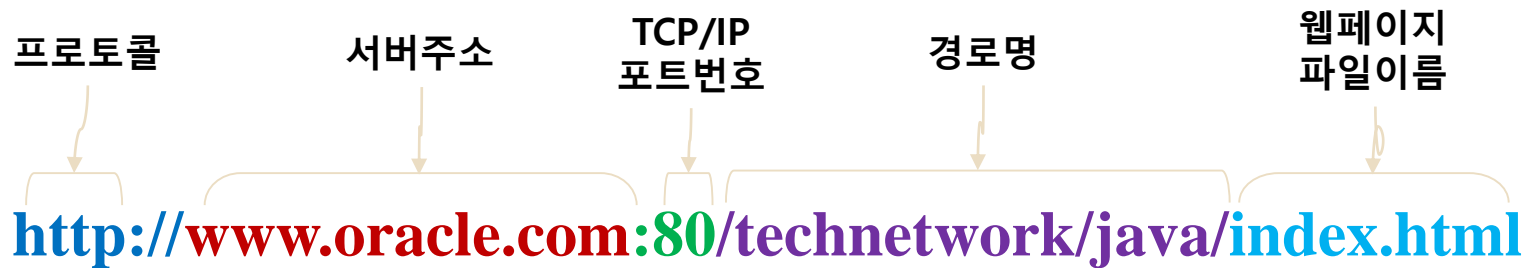 프로토콜
서버주소
TCP/IP
포트번호
경로명
웹페이지
파일이름
http://www.oracle.com:80/technetwork/java/index.html